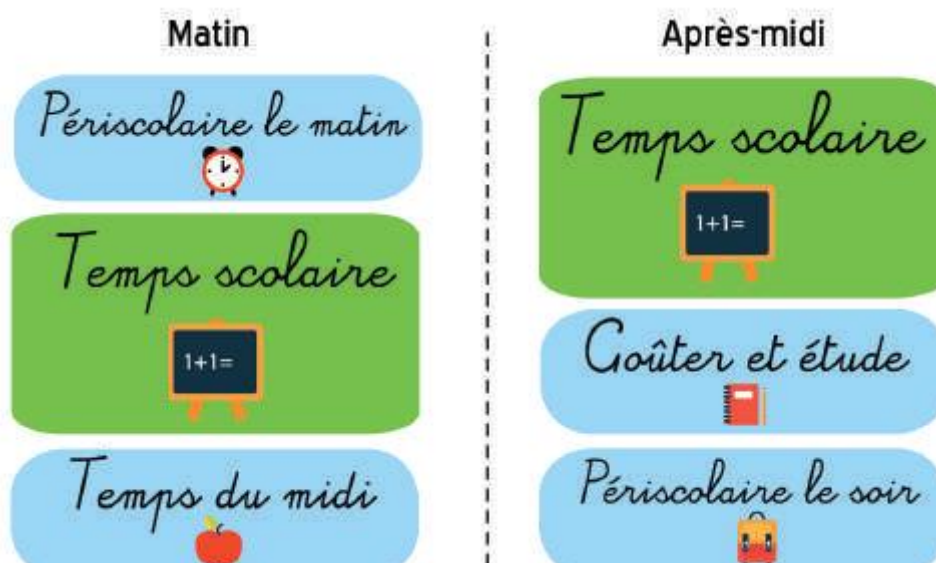 Matin
Périscolaire le matin
Temps scolaire
1+1=
Temps du midi
Après-midi
Temps scolaire
1+1=
Goûter et étude
Périscolaire le soir